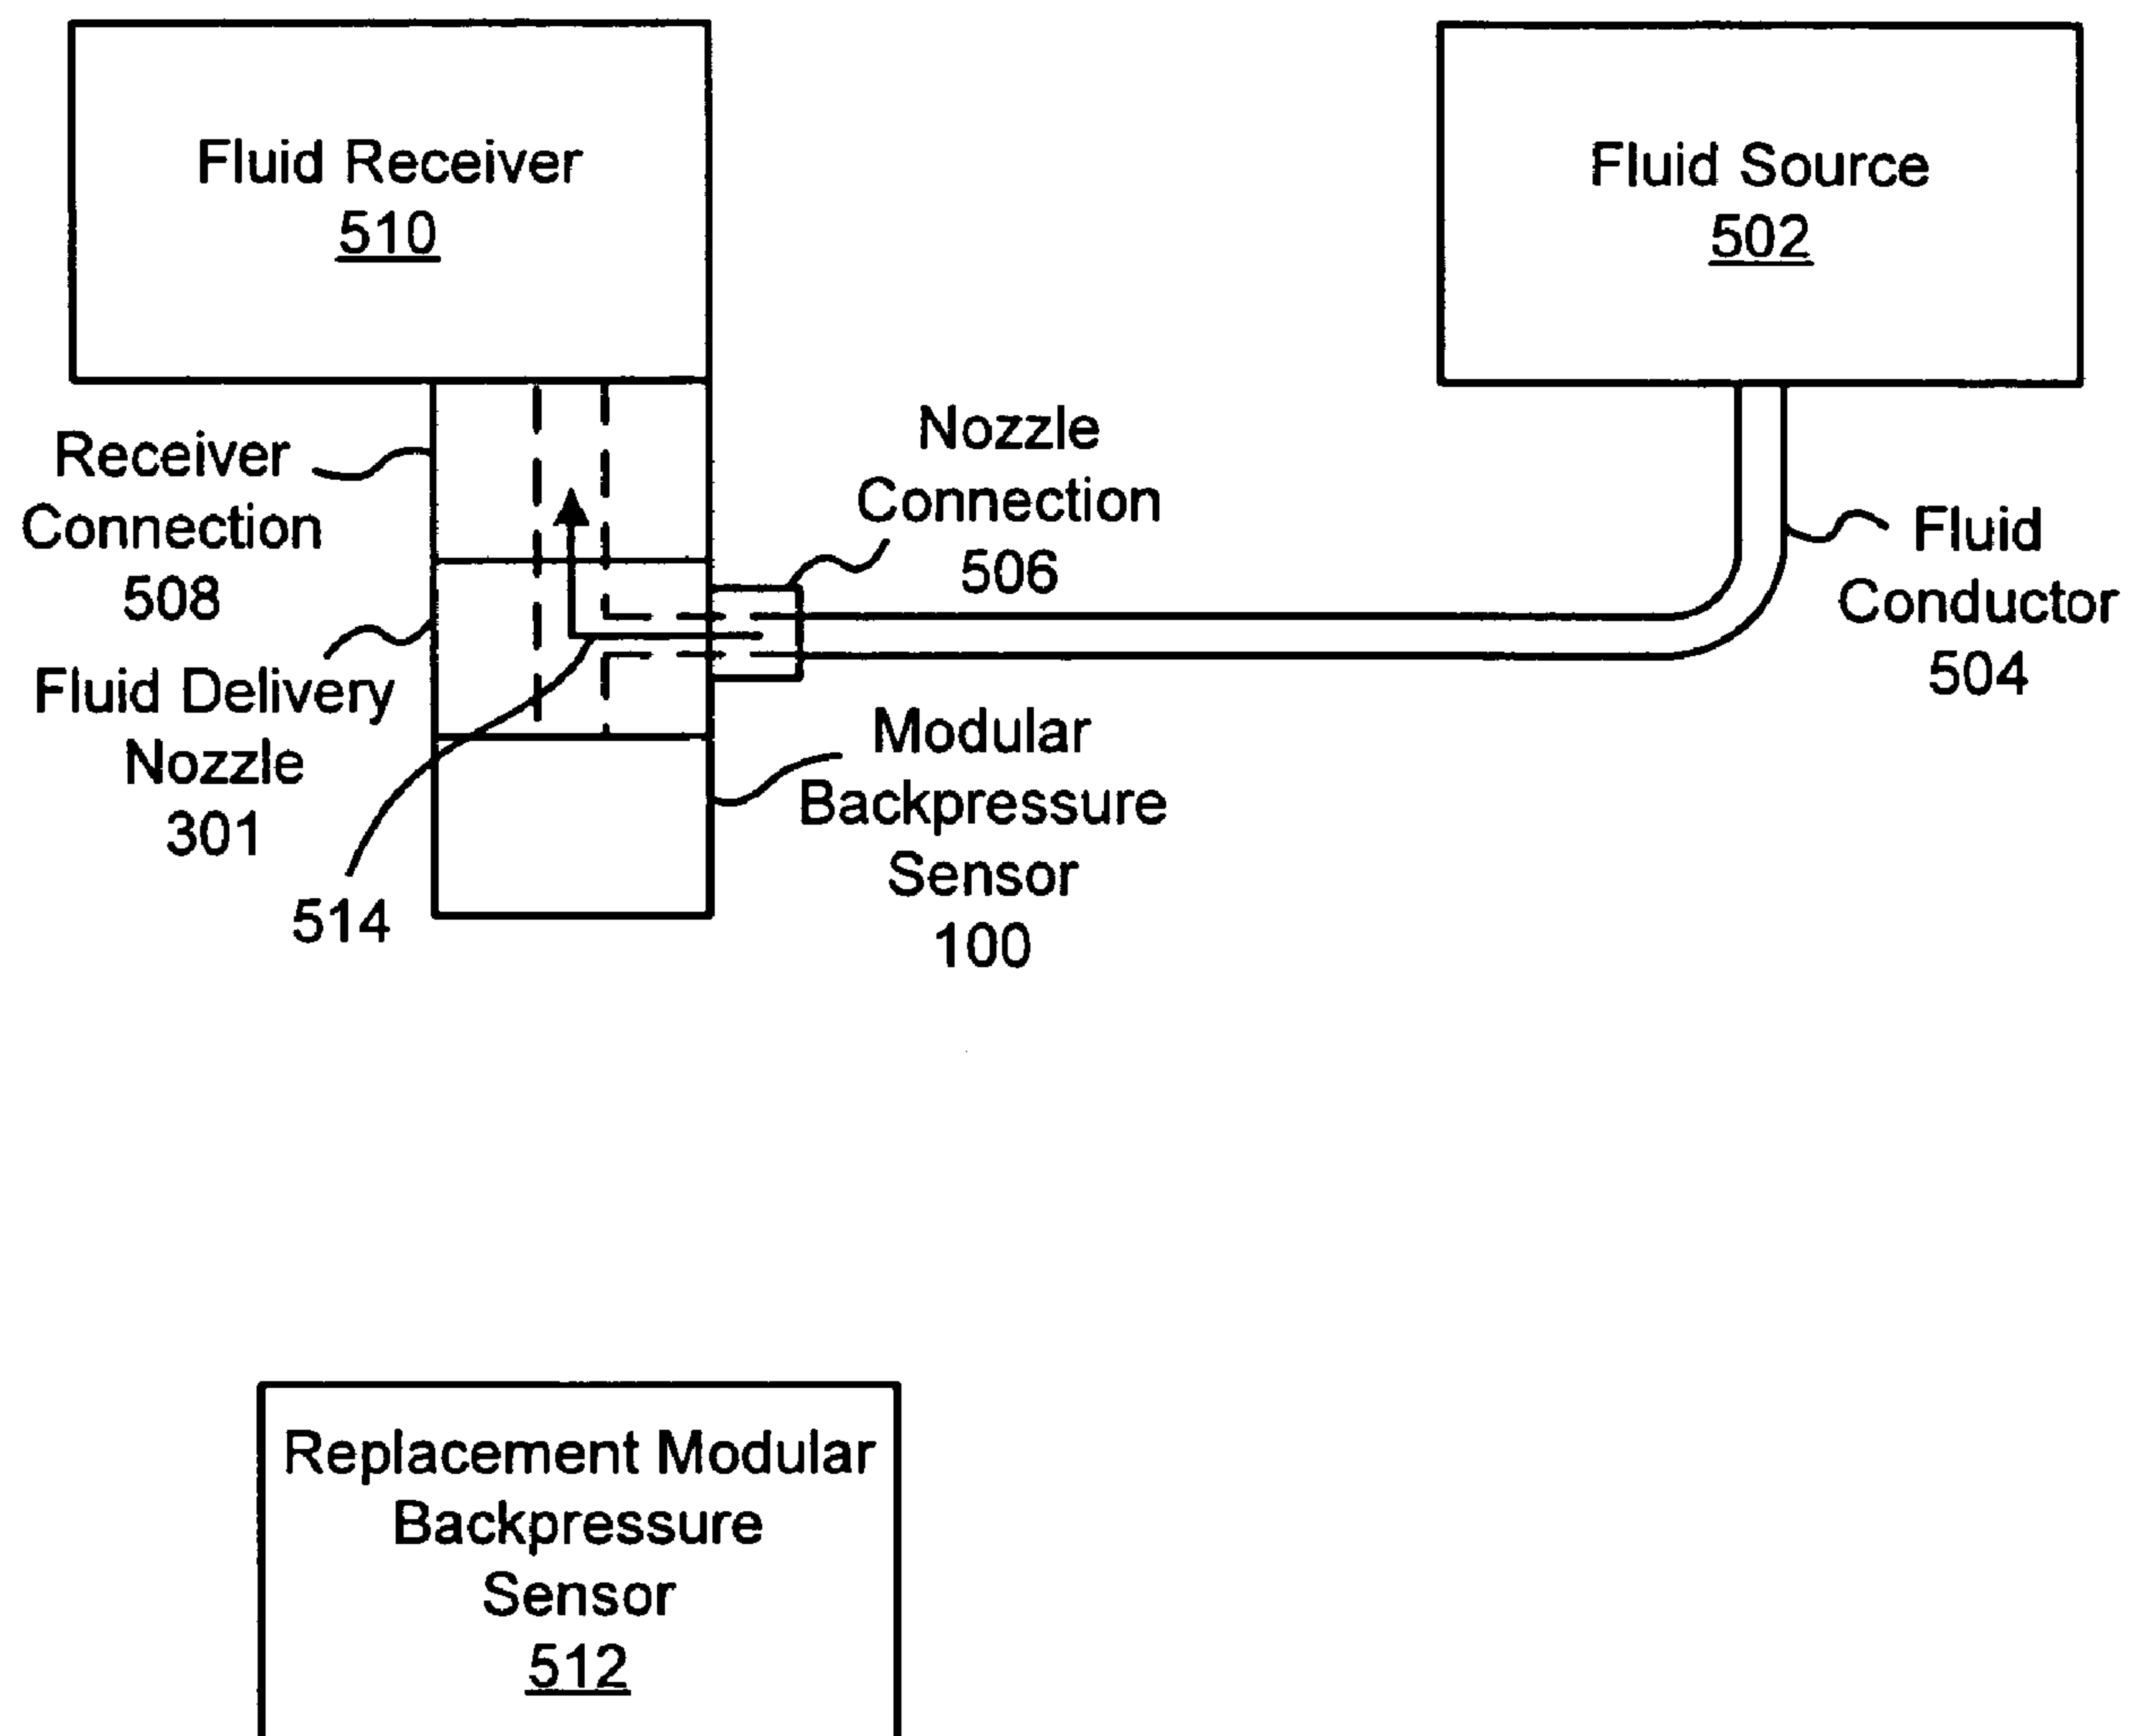 Fluid Receiver
510
Fluid Source
502
Receiver
Connection
508
Nozzle
Connection
506
Fluid
Conductor
504
Fluid Delivery
Nozzle
301
Modular
Backpressure
Sensor
100
514
Replacement Modular
Backpressure
Sensor
512